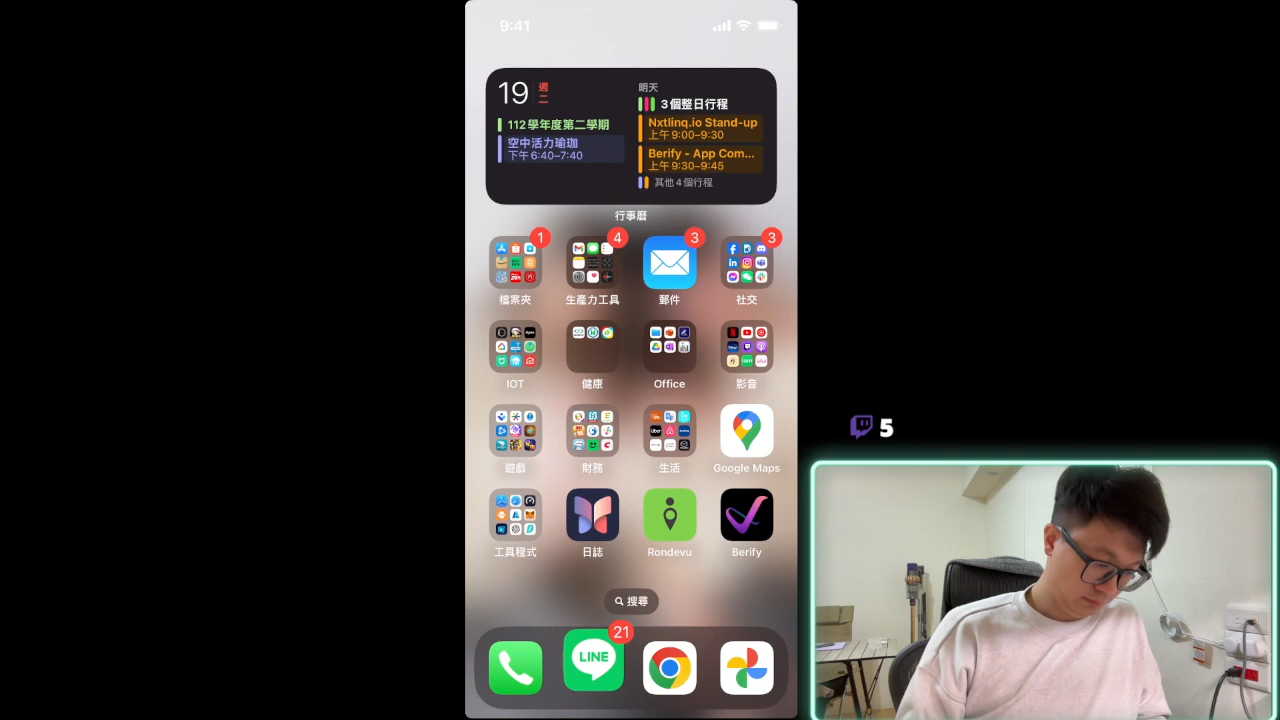 9:41
19 週二
112學年度第二學期
空中活力瑜珈
下午6:40–7:40
明天
3個整日行程
Nxtlinq.io Stand-up
上午9:00–9:30
Berify - App Com...
上午9:30–9:45
其他4個行程
行事曆
1
4
3
3
檔案夾
生產力工具
郵件
社交
IOT
健康
Office
影音
遊戲
財務
生活
Google Maps
工具程式
日誌
Rondevu
Berify
搜尋
21
LINE
5